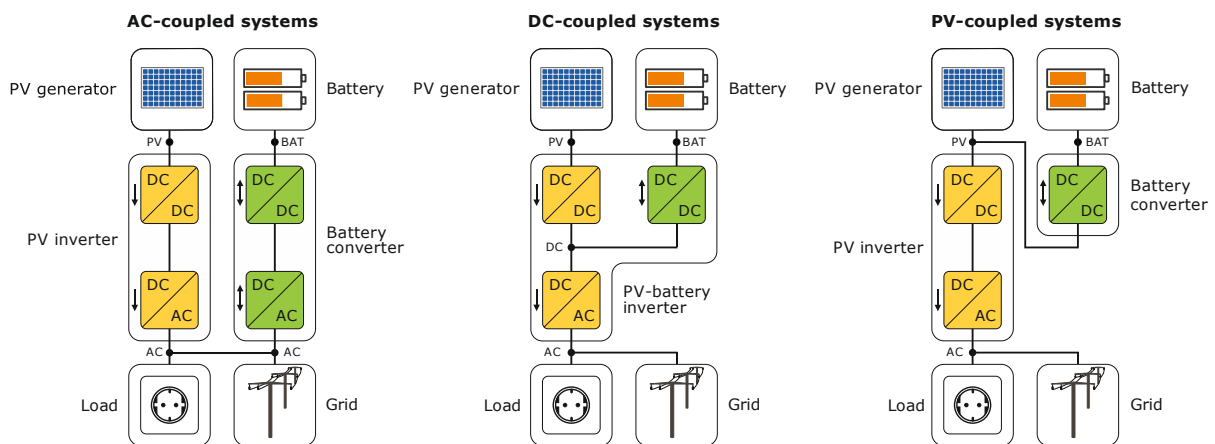 AC-coupled systems
PV generator
Battery
PV
BAT
DC
DC
DC
DC
PV inverter
Battery
converter
DC
AC
DC
AC
AC
AC
Load
Grid
DC-coupled systems
PV generator
Battery
PV
BAT
DC
DC
DC
DC
DC
DC
AC
PV-battery
inverter
AC
Load
Grid
PV-coupled systems
PV generator
Battery
PV
BAT
DC
DC
DC
DC
Battery
converter
PV inverter
DC
AC
AC
Load
Grid